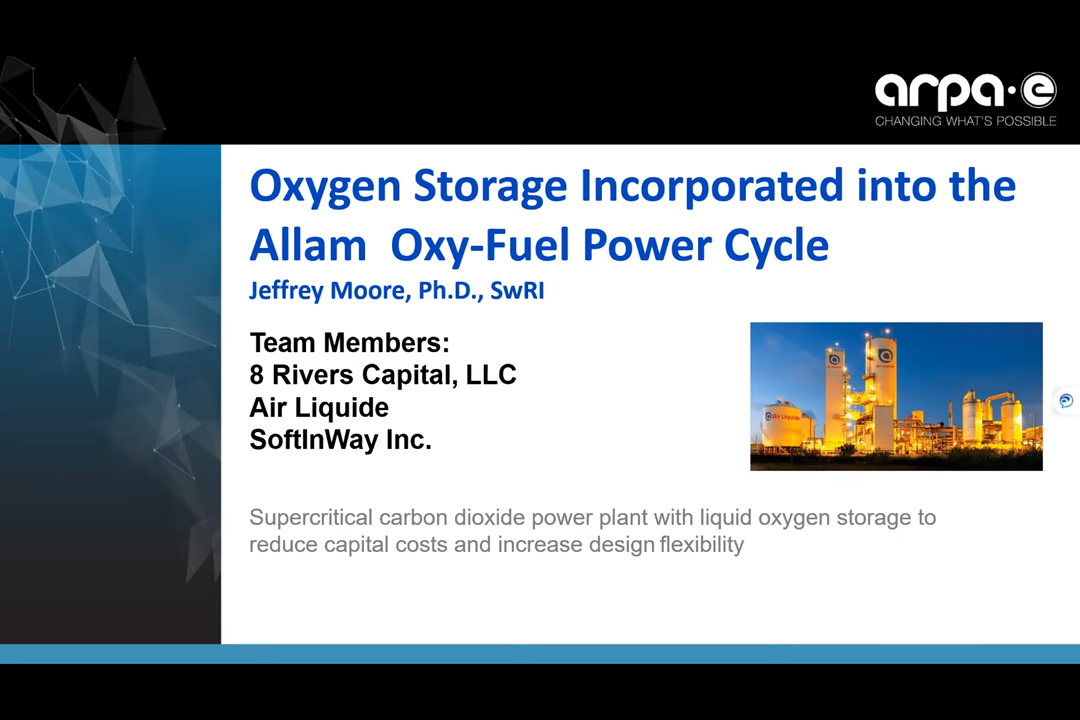 arpa·e
CHANGING WHAT'S POSSIBLE
Oxygen Storage Incorporated into the
Allam Oxy-Fuel Power Cycle
Jeffrey Moore, Ph.D., SwRI
Team Members:
8 Rivers Capital, LLC
Air Liquide
SoftInWay Inc.
Air Liquide
Supercritical carbon dioxide power plant with liquid oxygen storage to
reduce capital costs and increase design flexibility